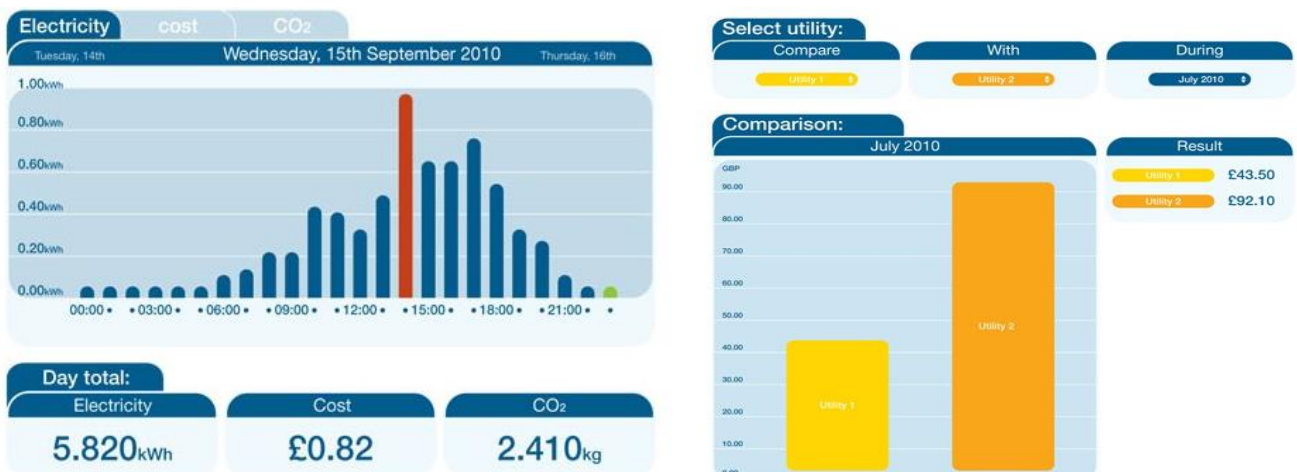 Electricity cost CO2
Tuesday, 14th Wednesday, 15th September 2010 Thursday, 16th
1.00kWh
0.80kWh
0.60kWh
0.40kWh
0.20kWh
0.00kWh
00:00 • • 03:00 • • 06:00 • • 09:00 • • 12:00 • • 15:00 • • 18:00 • • 21:00 • •
Day total:
Electricity Cost CO2
5.820kWh £0.82 2.410kg
Select utility:
Compare With During
Utility 1 Utility 2 July 2010
Comparison:
July 2010
GBP
90.00
80.00
70.00
60.00
50.00
40.00
30.00
20.00
10.00
0.00
Utility 2
Utility 1
Result
Utility 1 £43.50
Utility 2 £92.10